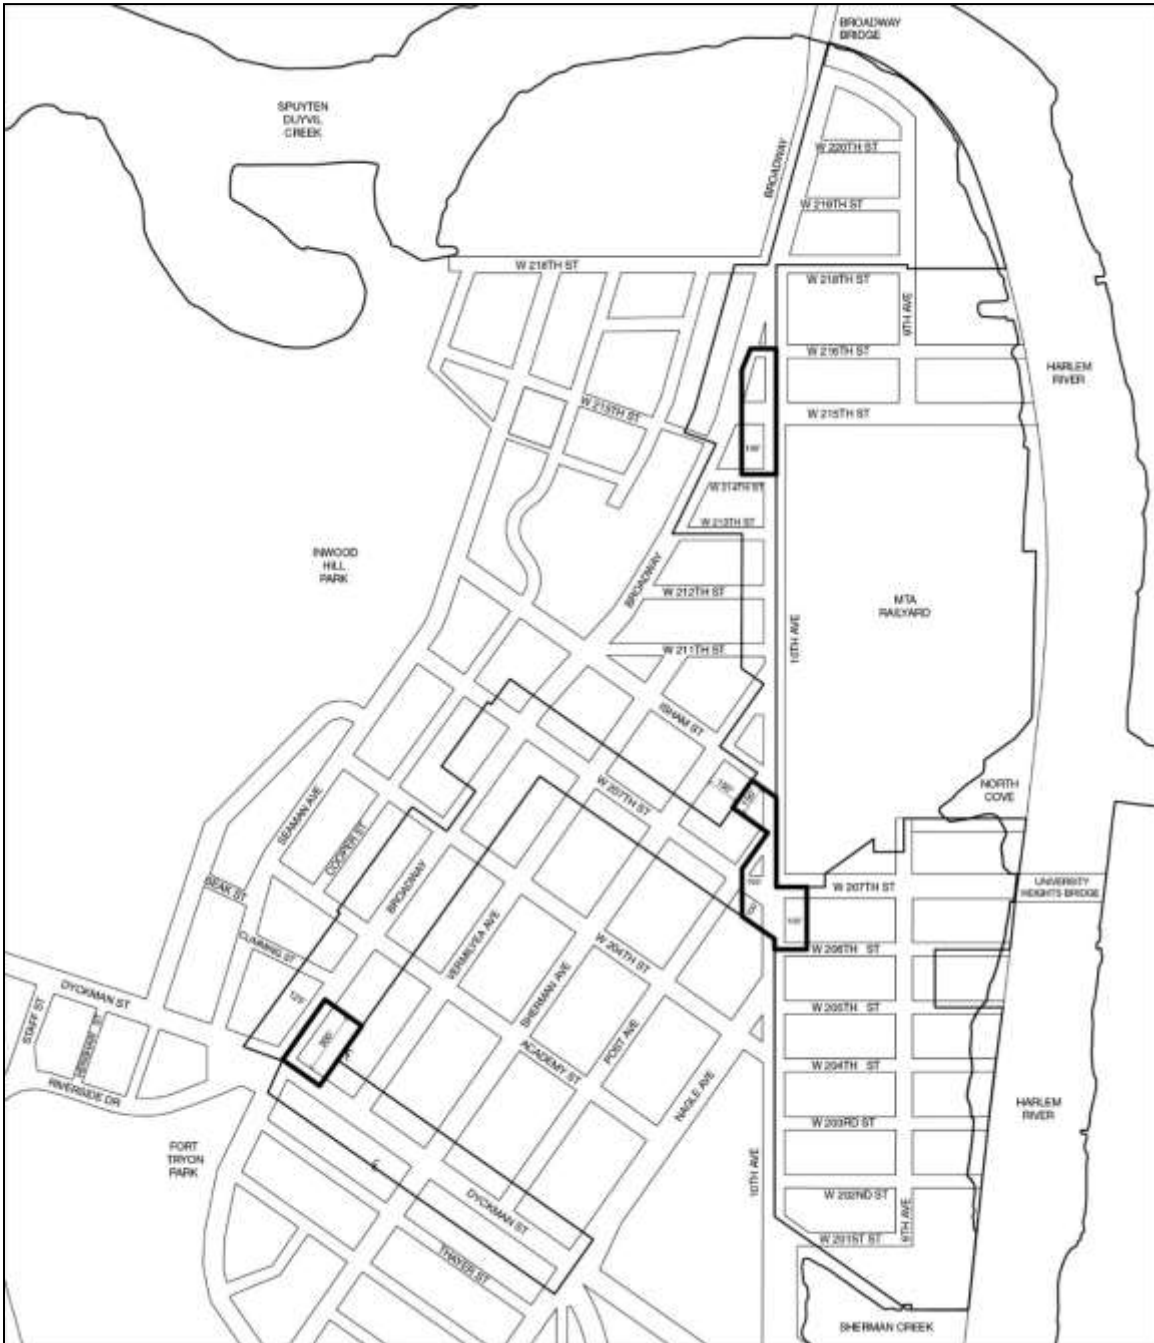 BROADWAY
BRIDGE
SPUYTEN
DUYVIL
CREEK
W 220TH ST
BROADWAY
W 219TH ST
W 218TH ST
W 218TH ST
9TH AVE
W 216TH ST
HARLEM
RIVER
W 215TH ST
W 215TH ST
100'
W 214TH ST
W 213TH ST
INWOOD
HILL
PARK
BROADWAY
W 212TH ST
MTA
RAILYARD
10TH AVE
W 211TH ST
ISHAM ST
W 207TH ST
NORTH
COVE
SEAMAN AVE
COOPER ST
BROADWAY
W 207TH ST
UNIVERSITY
HEIGHTS BRIDGE
CUMMING ST
VERMILYEA AVE
W 204TH ST
W 206TH ST
SHERMAN AVE
DYCKMAN ST
125'
STAFF ST
200'
W 205TH ST
POST AVE
ACADEMY ST
W 204TH ST
RIVERSIDE DR
NAGLE AVE
HARLEM
RIVER
W 203RD ST
FORT
TRYON
PARK
10TH AVE
DYCKMAN ST
W 202ND ST
9TH AVE
W 201ST ST
THAYER ST
SHERMAN CREEK